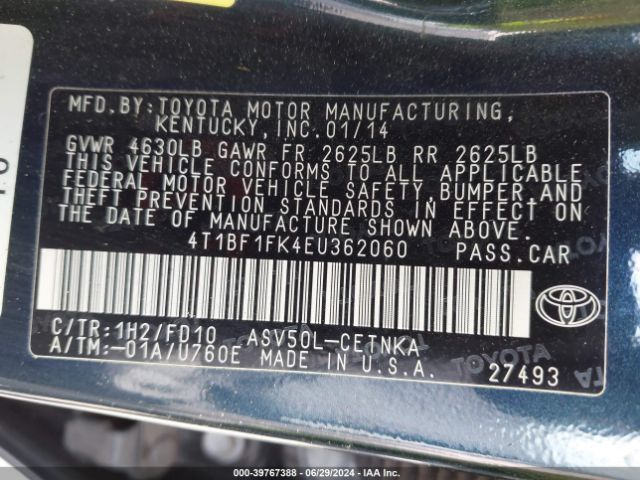 MFD.BY:TOYOTA MOTOR MANUFACTURING,
KENTUCKY,INC.01/14
GVWR 4630LB GAWR FR 2625LB RR 2625LB
THIS VEHICLE CONFORMS TO ALL APPLICABLE
FEDERAL MOTOR VEHICLE SAFETY,BUMPER,AND
THEFT PREVENTION STANDARDS IN EFFECT ON
THE DATE OF MANUFACTURE SHOWN ABOVE.
4T1BF1FK4EU362060 PASS.CAR
C/TR:1H2/FD10 ASV50L-CETNKA
A/TM:-01A/U760E MADE IN U.S.A. 27493
000-39767388 - 06/29/2024 - IAA Inc.